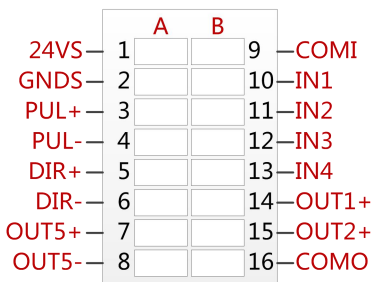 A B
24VS 1 9 COMI
GNDS 2 10 IN1
PUL+ 3 11 IN2
PUL- 4 12 IN3
DIR+ 5 13 IN4
DIR- 6 14 OUT1+
OUT5+ 7 15 OUT2+
OUT5- 8 16 COMO